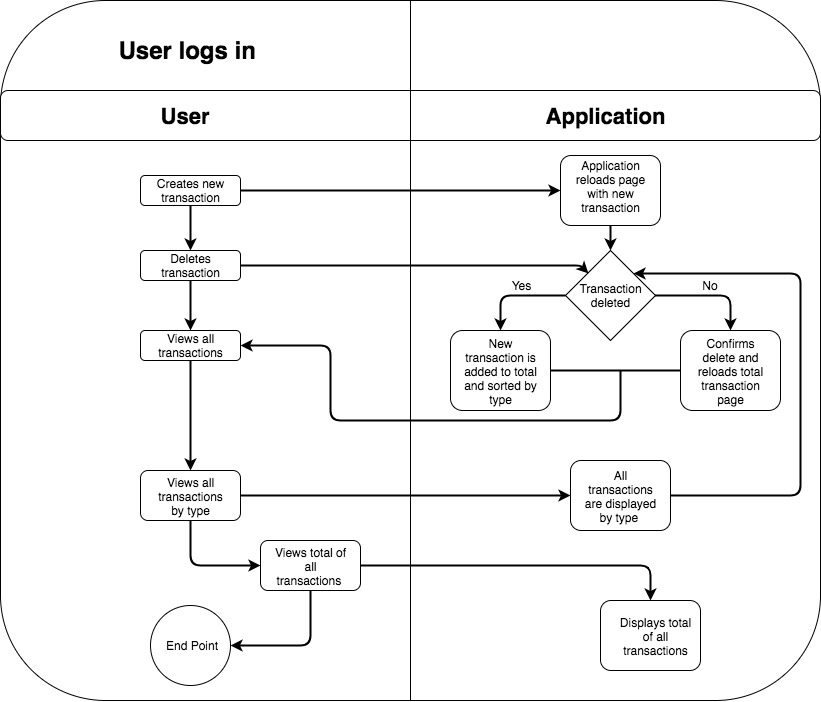 User logs in
User
Application
Creates new
transaction
Application
reloads page
with new
transaction
Deletes
transaction
Transaction
deleted
Yes
No
Views all
transactions
New
transaction is
added to total
and sorted by
type
Confirms
delete and
reloads total
transaction
page
Views all
transactions
by type
All
transactions
are displayed
by type
Views total of
all
transactions
End Point
Displays total
of all
transactions